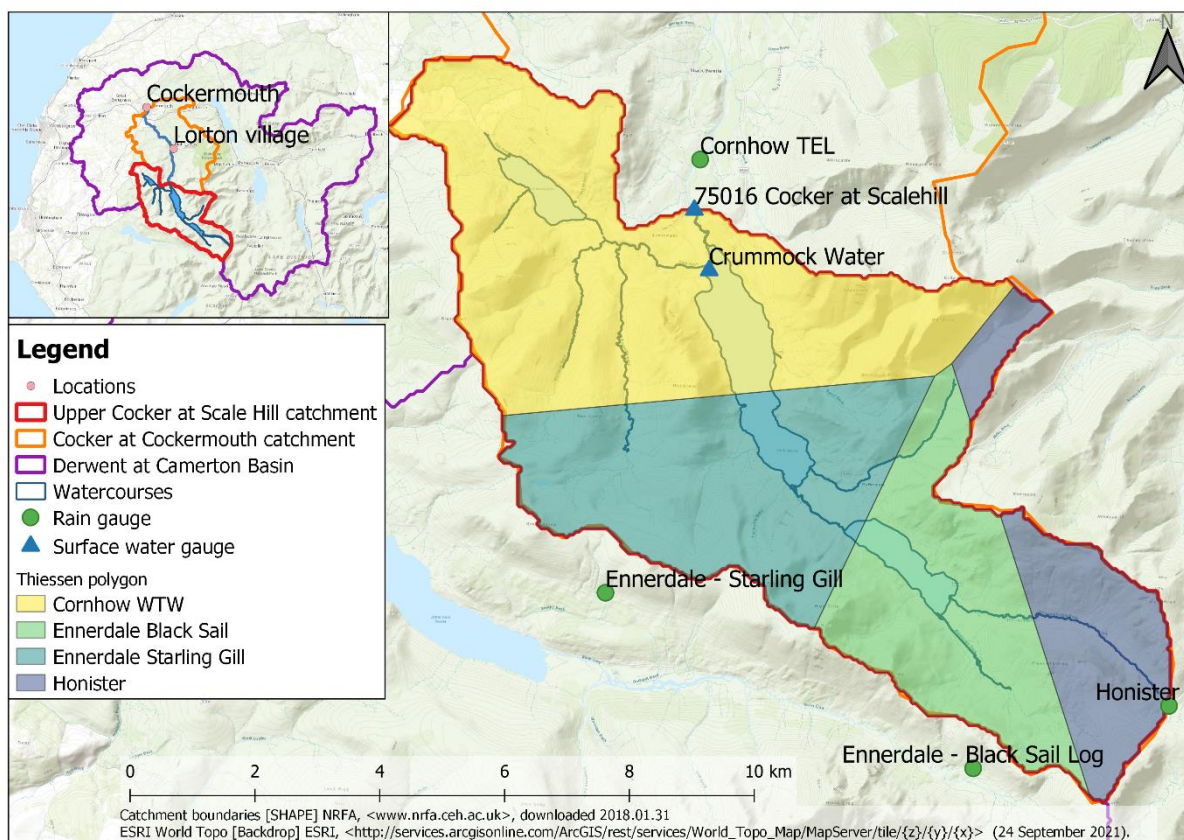 Cockermouth
Lorton village
N
Cornhow TEL
75016 Cocker at Scalehill
Crummock Water
Ennerdale - Starling Gill
Honister
Ennerdale - Black Sail Log
Legend
Locations
Upper Cocker at Scale Hill catchment
Cocker at Cockermouth catchment
Derwent at Camerton Basin
Watercourses
Rain gauge
Surface water gauge
Thiessen polygon
Cornhow WTW
Ennerdale Black Sail
Ennerdale Starling Gill
Honister
0 2 4 6 8 10 km
Catchment boundaries [SHAPE] NRFA, <www.nrfa.ceh.ac.uk>, downloaded 2018.01.31
ESRI World Topo [Backdrop] ESRI, <http://services.arcgisonline.com/ArcGIS/rest/services/World_Topo_Map/MapServer/tile/{z}/{y}/{x}> (24 September 2021).